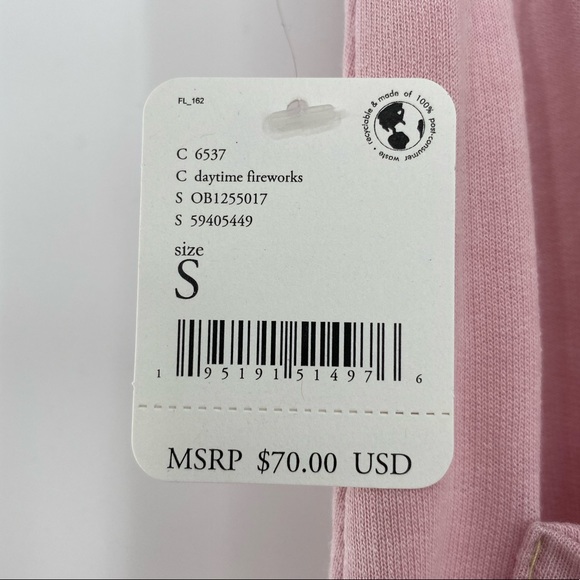 FL_162
recyclable & made of 100% post-consumer waste •
C 6537
C daytime fireworks
S OB1255017
S 59405449
size
S
1 95191 51497 6
MSRP $70.00 USD